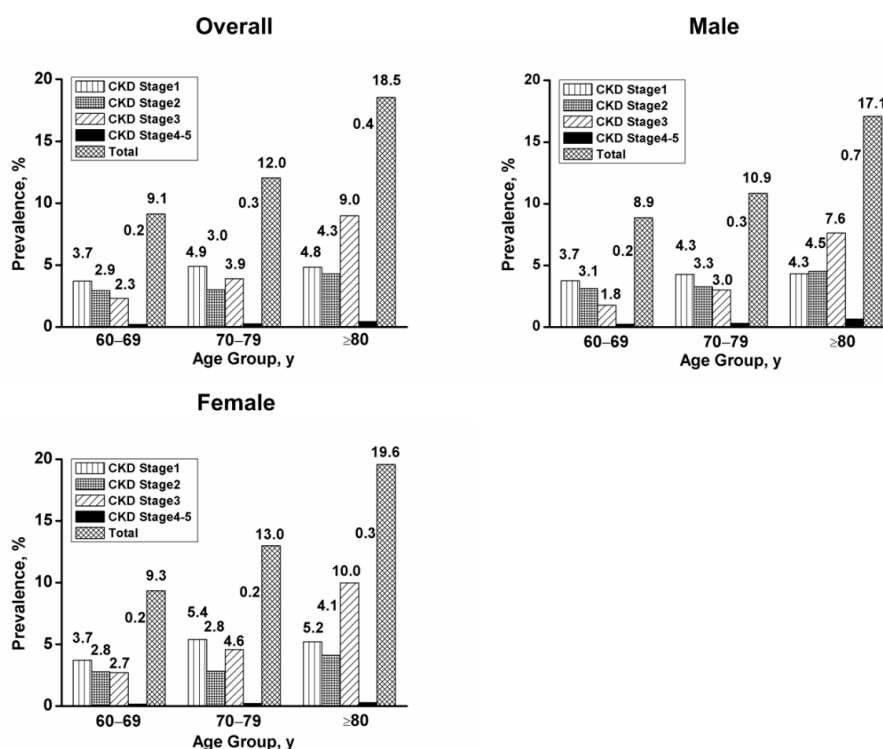 Overall
20
15
10
5
0
Prevalence, %
CKD Stage1
CKD Stage2
CKD Stage3
CKD Stage4-5
Total
3.7
2.9
2.3
0.2
9.1
4.9
3.0
3.9
0.3
12.0
4.8
4.3
9.0
0.4
18.5
60–69 70–79 ≥80
Age Group, y
Male
20
15
10
5
0
Prevalence, %
CKD Stage1
CKD Stage2
CKD Stage3
CKD Stage4-5
Total
3.7
3.1
1.8
0.2
8.9
4.3
3.3
3.0
0.3
10.9
4.3
4.5
7.6
0.7
17.1
60–69 70–79 ≥80
Age Group, y
Female
20
15
10
5
0
Prevalence, %
CKD Stage1
CKD Stage2
CKD Stage3
CKD Stage4-5
Total
3.7
2.8
2.7
0.2
9.3
5.4
2.8
4.6
0.2
13.0
5.2
4.1
10.0
0.3
19.6
60–69 70–79 ≥80
Age Group, y